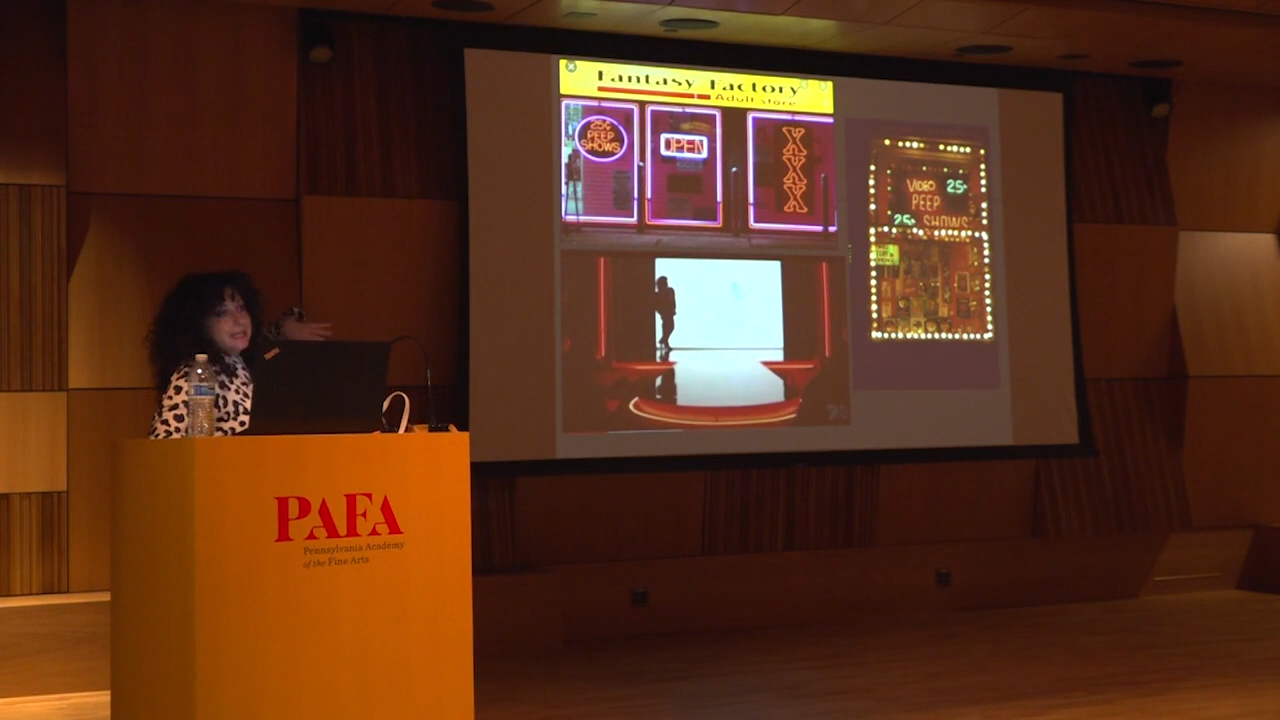 Fantasy Factory
Adult store
25¢
PEEP
SHOWS
OPEN
XXX
VIDEO 25¢
PEEP
25¢ SHOWS
PAFA
Pennsylvania Academy
of the Fine Arts